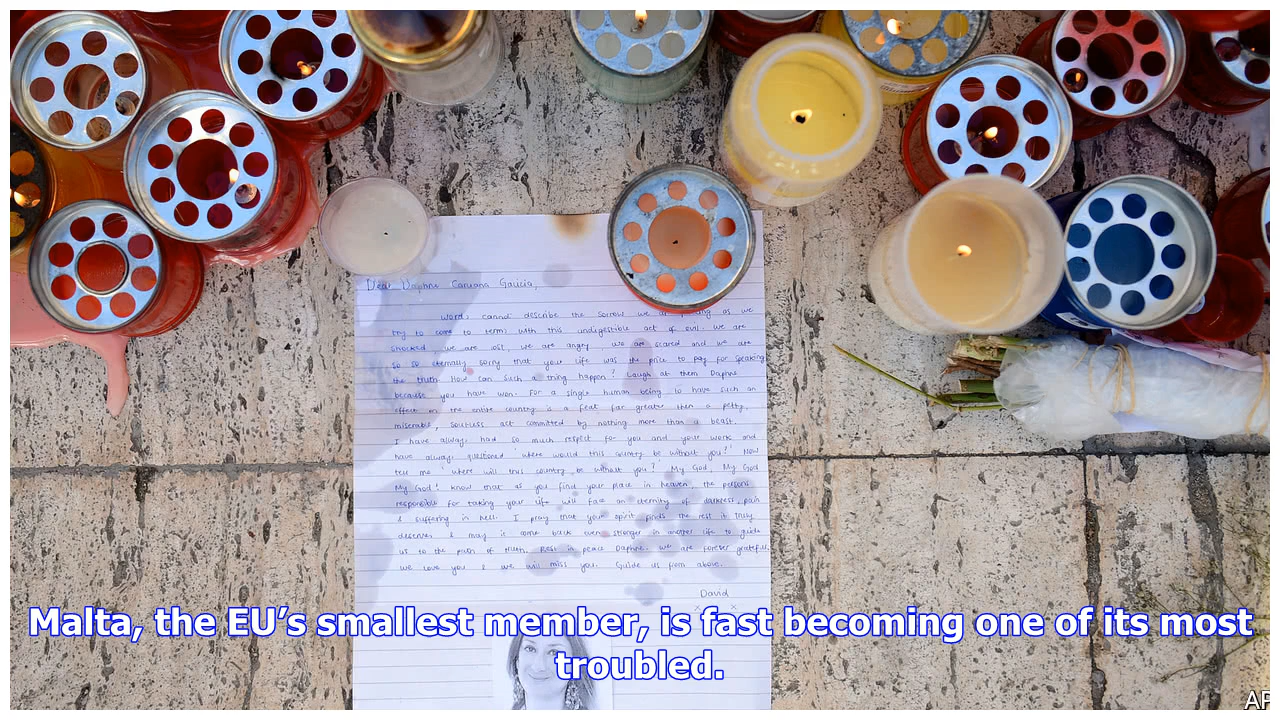 Dear Daphne Caruana Galicia,
Words cannot describe the sorrow we as we
try to come to terms with this undigestible act of evil. We are
shocked, we are lost, we are angry. We are scared and we are
so so eternally sorry that your life was the price to pay for speaking
the truth. How can such a thing happen? Laugh at them Daphne
because you have won. For a single human being to have such an
effect on the entire country is a feat far greater then a petty,
miserable, soul-less act committed by nothing more than a beast.
I have always had so much respect for you and your work and
have always questioned 'where would this country be without you?' Now
tell me 'where will this country be without you?' My God, My God
My God! know that as you find your place in heaven, the persons
responsible for taking your life will face an eternity of darkness, pain
& suffering in hell. I pray that your spirit finds the rest it truly
deserves & may it come back even stronger in another life to guide
us to the path of truth. Rest in peace Daphne. We are forever grateful.
We love you & we will miss you. Guide us from above.
David
x x
Malta, the EU’s smallest member, is fast becoming one of its most
troubled.
AP